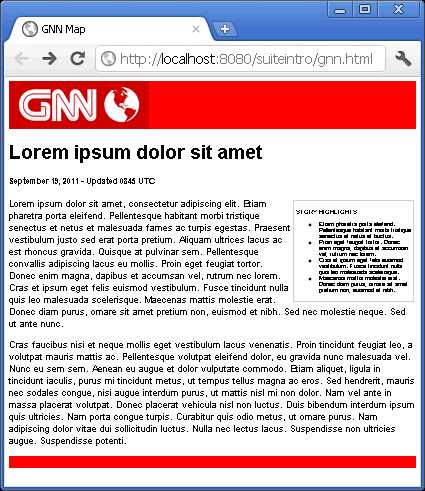 GNN Map
http://localhost:8080/suiteintro/gnn.html
GNN
Lorem ipsum dolor sit amet
September 19, 2011 - Updated 0845 UTC
Lorem ipsum dolor sit amet, consectetur adipiscing elit. Etiam
pharetra porta eleifend. Pellentesque habitant morbi tristique
senectus et netus et malesuada fames ac turpis egestas. Praesent
vestibulum justo sed erat porta pretium. Aliquam ultrices lacus ac
est moncus gravida. Quisque at pulvinar sem. Pellentesque
convallis adipiscing lacus eu mollis. Proin eget feugiat tortor.
Donec enim magna, dapibus et accumsan vel, rutrum nec lorem.
Cras et ipsum eget felis euismod vestibulum. Fusce tincidunt nulla
quis leo malesuada scelerisque. Maecenas mattis molestie erat.
Donec diam purus, ornare sit amet pretium non, euismod et nibh. Sed nec molestie neque. Sed
ut ante nunc.
STORY HIGHLIGHTS
Etiam pharetra porta eleifend.
Pellentesque habitant morbi tristique
senectus et netus et buctus.
Proin eget feugiat tortor. Donec
enim magna, dapibus et accumsan
vel, rutrum nec lorem.
Cras et ipsum eget felis euismod
vestibulum. Fusce tincidunt nulla
quis leo malesuada scelerisque.
Maecenas mattis molestie erat.
Donec diam purus, ornare sit amet
pretium non, euismod et nibh.
Cras faucibus nisi et neque mollis eget vestibulum lacus venenatis. Proin tincidunt feugiat leo, a
volutpat mauris mattis ac. Pellentesque volutpat eleifend dolor, eu gravida nunc malesuada vel.
Nunc eu sem sem. Aenean eu augue et dolor vulputate commodo. Etiam aliquet, ligula in
tincidunt iaculis, purus mi tincidunt metus, ut tempus tellus magna ac eros. Sed hendrerit, mauris
nec sodales congue, nisi augue interdum purus, ut mattis nisl mi non dolor. Nam vel ante in
massa placerat volutpat. Donec placerat vehicula nisl non luctus. Duis bibendum interdum ipsum
quis ultricies. Nam porta congue turpis. Curabitur quis odio metus, ut ornare purus. Nam
adipiscing dolor vitae dui sollicitudin luctus. Nulla nec lectus lacus. Suspendisse non ultricies
augue. Suspendisse potenti.